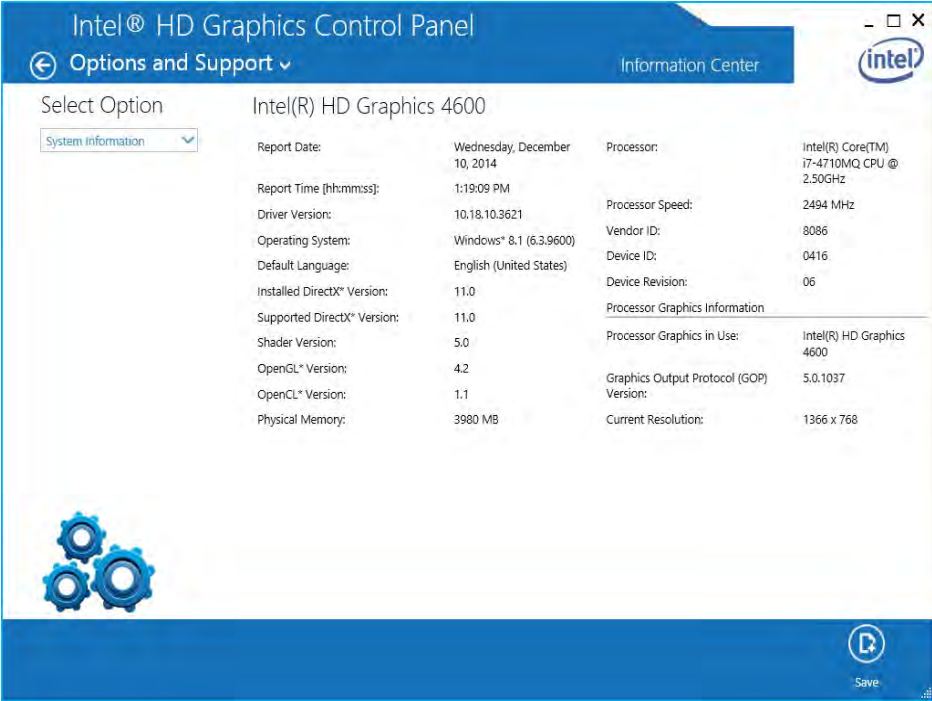 Intel® HD Graphics Control Panel
Options and Support
Information Center
intel
Select Option
System Information
Intel(R) HD Graphics 4600
Report Date: Wednesday, December
10, 2014
Report Time [hh:mm:ss]: 1:19:09 PM
Driver Version: 10.18.10.3621
Operating System: Windows* 8.1 (6.3.9600)
Default Language: English (United States)
Installed DirectX* Version: 11.0
Supported DirectX* Version: 11.0
Shader Version: 5.0
OpenGL* Version: 4.2
OpenCL* Version: 1.1
Physical Memory: 3980 MB
Processor: Intel(R) Core(TM)
i7-4710MQ CPU @
2.50GHz
Processor Speed: 2494 MHz
Vendor ID: 8086
Device ID: 0416
Device Revision: 06
Processor Graphics Information
Processor Graphics in Use: Intel(R) HD Graphics
4600
Graphics Output Protocol (GOP) 5.0.1037
Version:
Current Resolution: 1366 x 768
Save